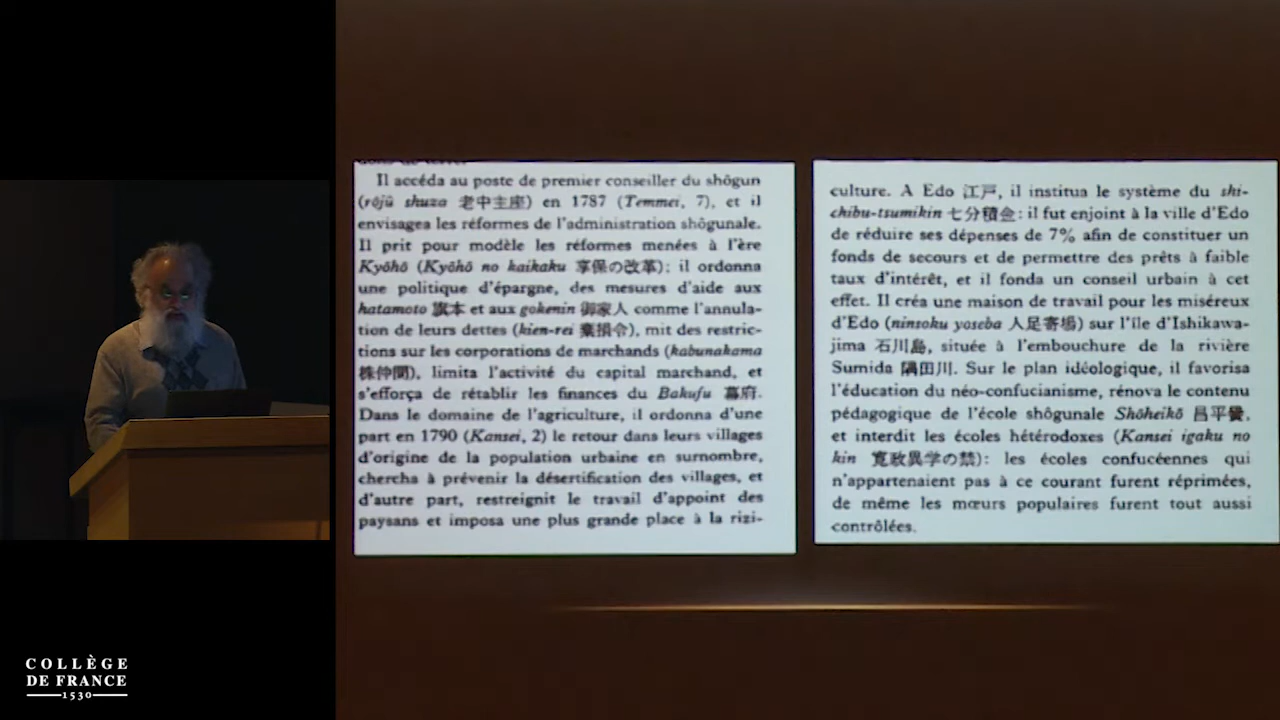 Il accéda au poste de premier conseiller du shōgun
(rōjū shuza 老中主座) en 1787 (Temmei, 7), et il
envisagea les réformes de l'administration shōgunale.
Il prit pour modèle les réformes menées à l'ère
Kyōhō (Kyōhō no kaikaku 享保の改革): il ordonna
une politique d'épargne, des mesures d'aide aux
hatamoto 旗本 et aux gokenin 御家人 comme l'annula-
tion de leurs dettes (kien-rei 棄損令), mit des restric-
tions sur les corporations de marchands (kabunakama
株仲間), limita l'activité du capital marchand, et
s'efforça de rétablir les finances du Bakufu 幕府.
Dans le domaine de l'agriculture, il ordonna d'une
part en 1790 (Kansei, 2) le retour dans leurs villages
d'origine de la population urbaine en surnombre,
chercha à prévenir la désertification des villages, et
d'autre part, restreignit le travail d'appoint des
paysans et imposa une plus grande place à la rizi-
culture. A Edo 江戸, il institua le système du shi-
chibu-tsumikin 七分積金: il fut enjoint à la ville d'Edo
de réduire ses dépenses de 7% afin de constituer un
fonds de secours et de permettre des prêts à faible
taux d'intérêt, et il fonda un conseil urbain à cet
effet. Il créa une maison de travail pour les miséreux
d'Edo (ninsoku yoseba 人足寄場) sur l'île d'Ishikawa-
jima 石川島, située à l'embouchure de la rivière
Sumida 隅田川. Sur le plan idéologique, il favorisa
l'éducation du néo-confucianisme, rénova le contenu
pédagogique de l'école shōgunale Shōheikō 昌平黌,
et interdit les écoles hétérodoxes (Kansei igaku no
kin 寛政異学の禁): les écoles confucéennes qui
n'appartenaient pas à ce courant furent réprimées,
de même les mœurs populaires furent tout aussi
contrôlées.
COLLÈGE
DE FRANCE
1530